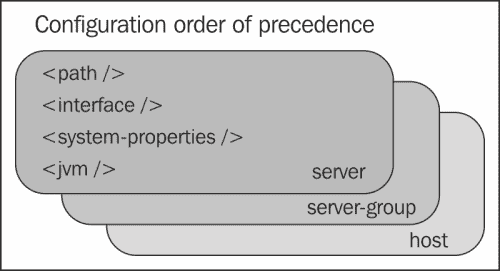 Configuration order of precedence
<path />
<interface />
<system-properties />
<jvm />
server
server-group
host